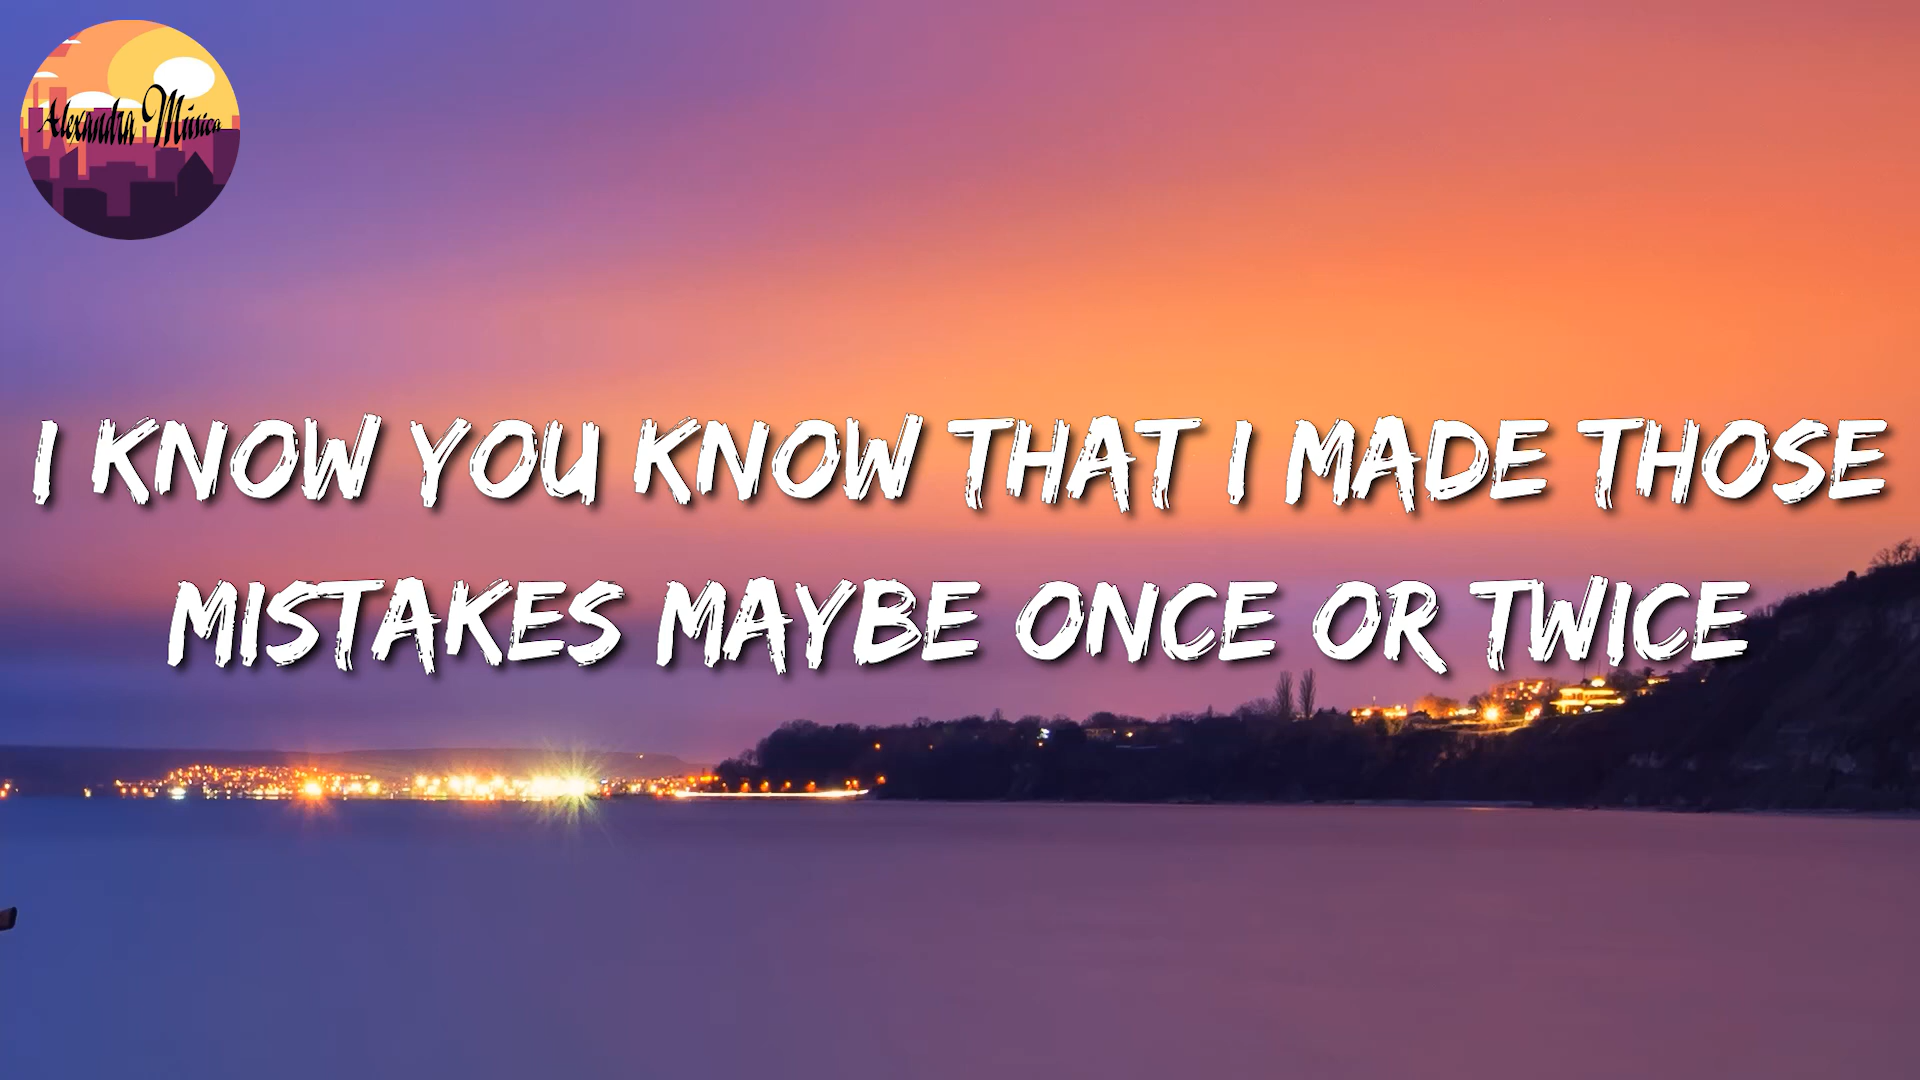 Alexandra Música
I KNOW YOU KNOW THAT I MADE THOSE
MISTAKES MAYBE ONCE OR TWICE